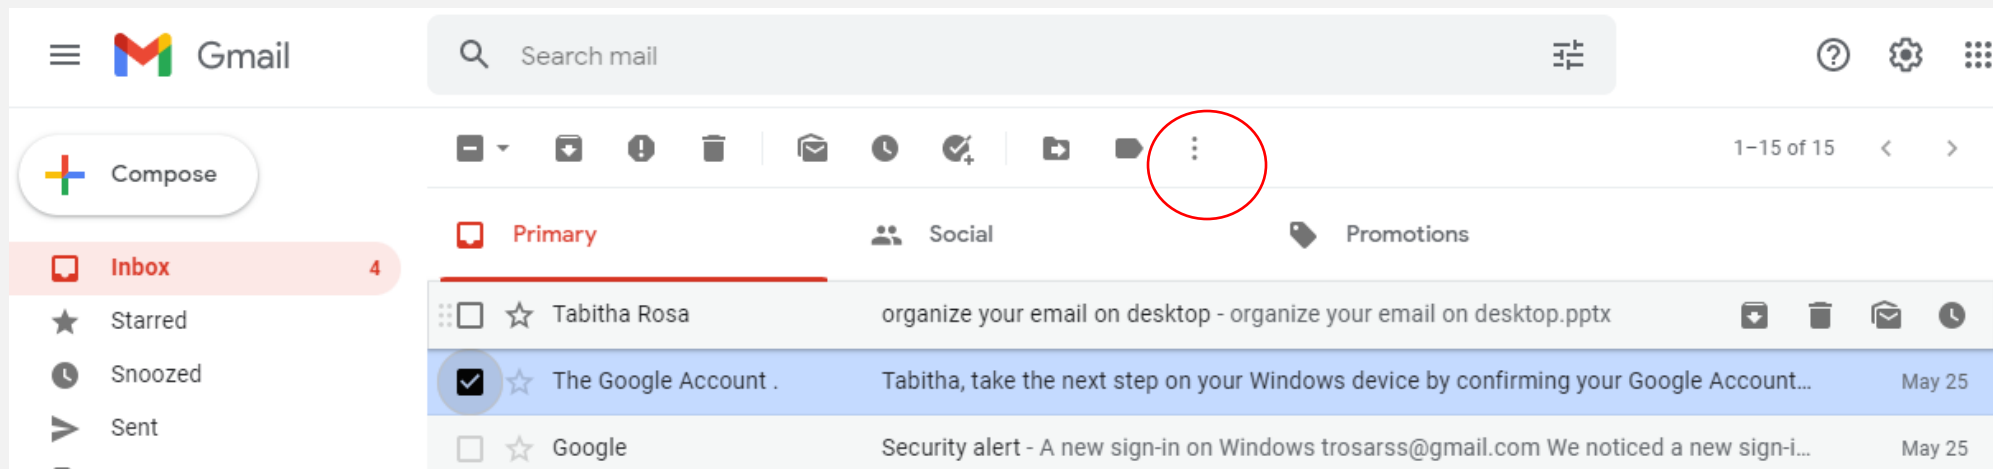 Gmail
Search mail
Compose
1–15 of 15
Primary
Social
Promotions
Inbox 4
Starred
Snoozed
Sent
Tabitha Rosa organize your email on desktop - organize your email on desktop.pptx
The Google Account . Tabitha, take the next step on your Windows device by confirming your Google Account... May 25
Google Security alert - A new sign-in on Windows trosarss@gmail.com We noticed a new sign-i... May 25